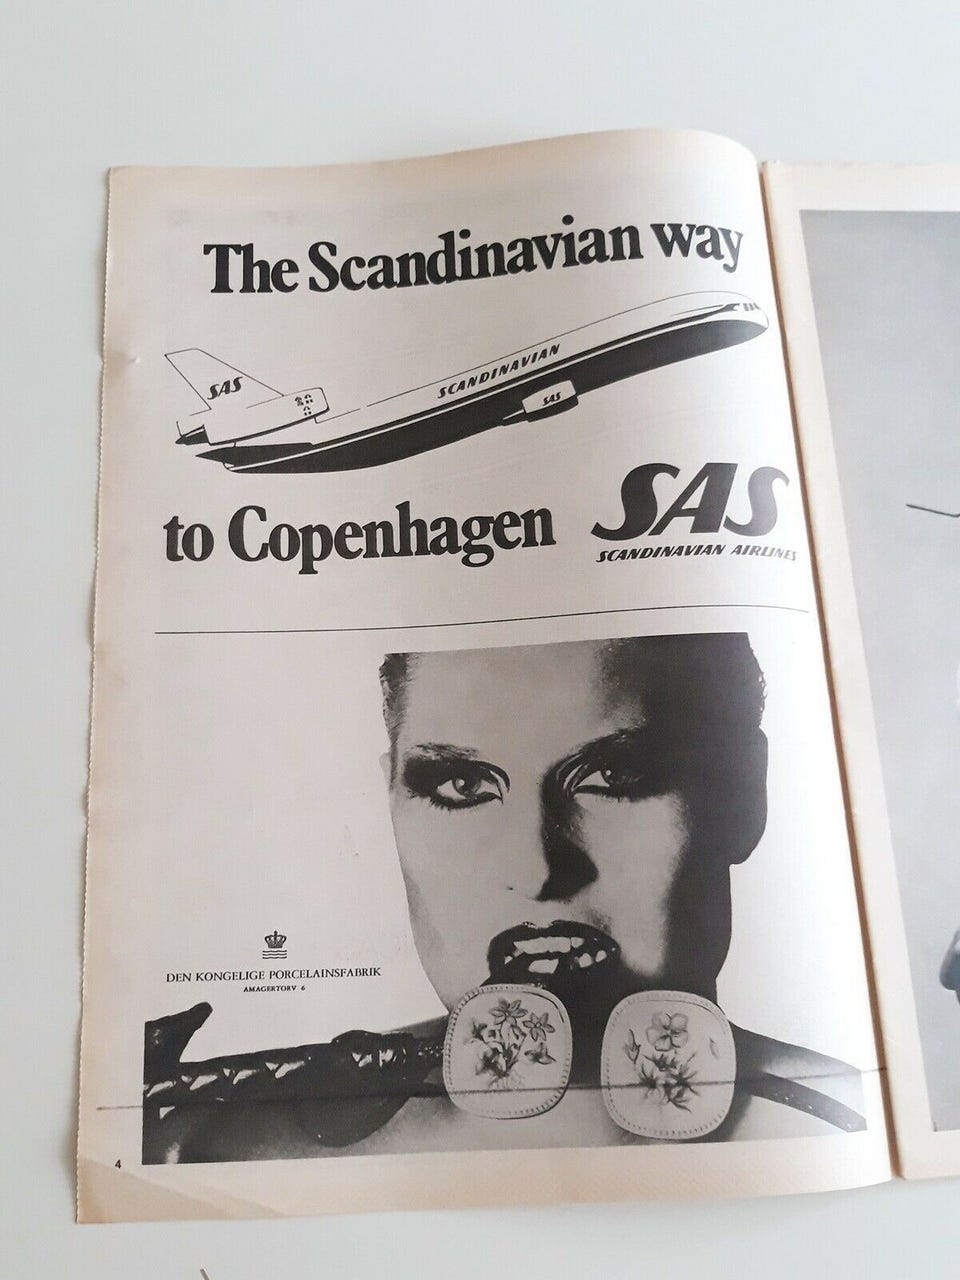 The Scandinavian way
SAS
SCANDINAVIAN
SAS
to Copenhagen
SAS
SCANDINAVIAN AIRLINES
DEN KONGELIGE PORCELAINSFABRIK
AMAGERTORV 6
4